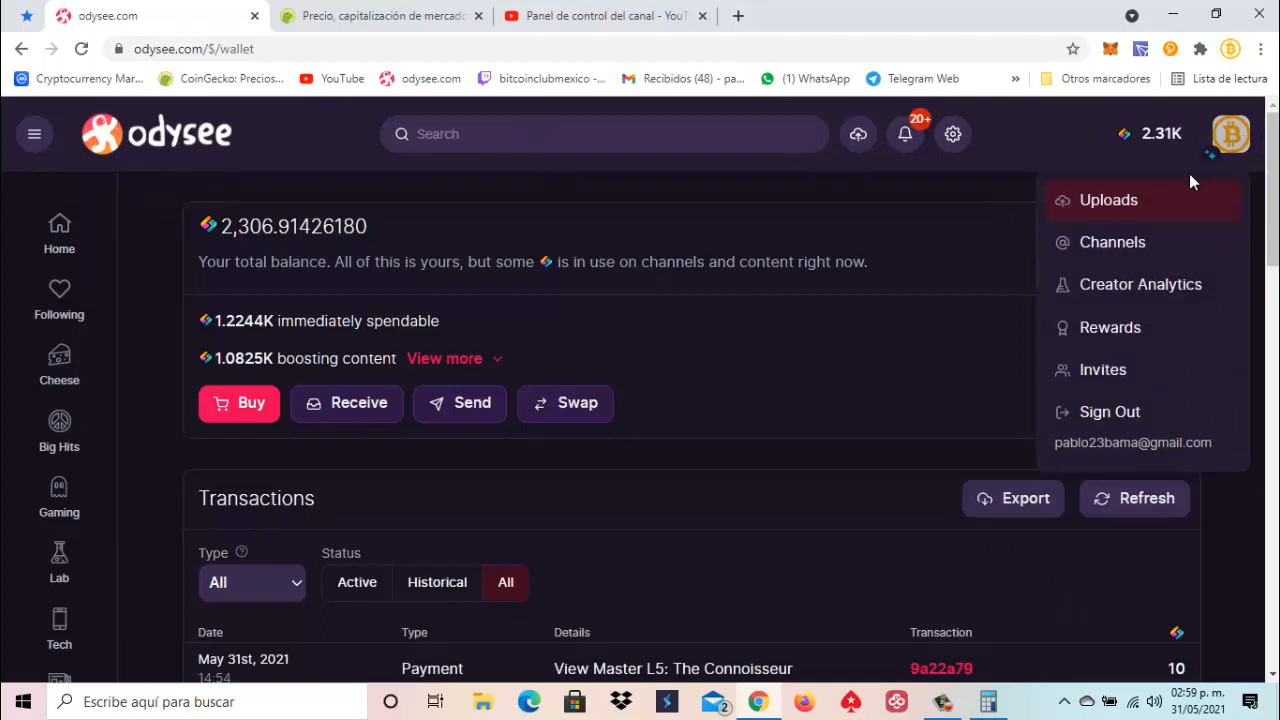 odysee.com
Precio, capitalización de mercado
Panel de control del canal - YouT
odysee.com/$/wallet
Cryptocurrency Mar...
CoinGecko: Precios...
YouTube
odysee.com
bitcoinclubmexico -...
Recibidos (48) - pa...
(1) WhatsApp
Telegram Web
»
Otros marcadores
Lista de lectura
odysee
Search
20+
2.31K
Uploads
Channels
Creator Analytics
Rewards
Invites
Sign Out
pablo23bama@gmail.com
Home
Following
Cheese
Big Hits
Gaming
Lab
Tech
2,306.91426180
Your total balance. All of this is yours, but some is in use on channels and content right now.
1.2244K immediately spendable
1.0825K boosting content View more
Buy
Receive
Send
Swap
Transactions
Export
Refresh
Type
Status
All
Active
Historical
All
Date
Type
Details
Transaction
May 31st, 2021
14:54
Payment
View Master L5: The Connoisseur
9a22a79
10
Escribe aquí para buscar
2
02:59 p. m.
31/05/2021